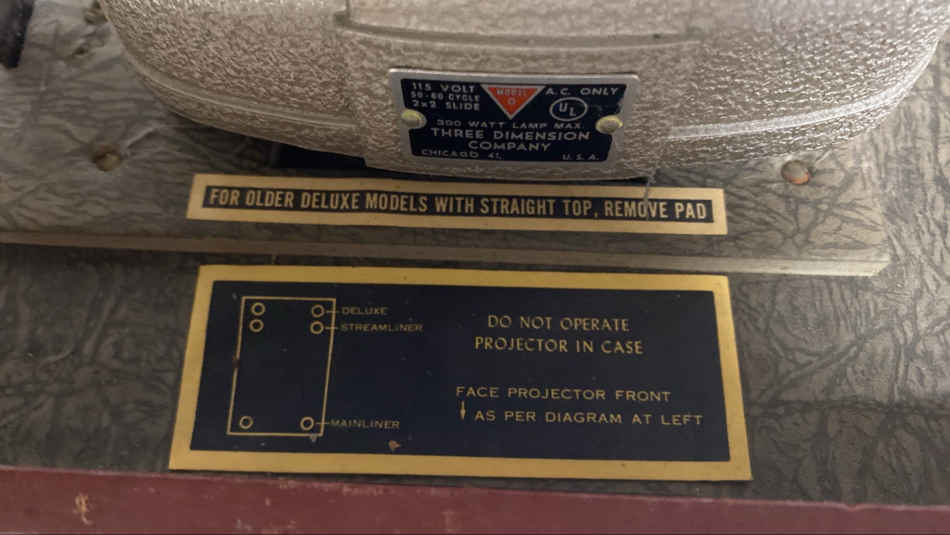 115 VOLT
50-60 CYCLE
2x2 SLIDE
MODEL
O
A.C. ONLY
UL
300 WATT LAMP MAX.
THREE DIMENSION
COMPANY
CHICAGO 41, U.S.A.
FOR OLDER DELUXE MODELS WITH STRAIGHT TOP, REMOVE PAD
DELUXE
STREAMLINER
MAINLINER
DO NOT OPERATE
PROJECTOR IN CASE
FACE PROJECTOR FRONT
AS PER DIAGRAM AT LEFT